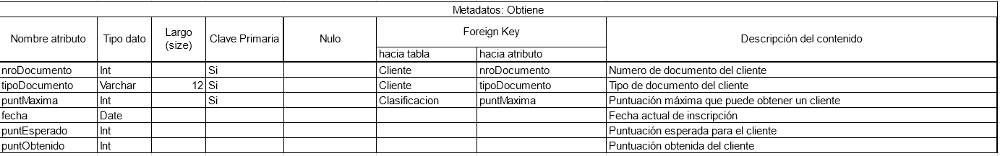 Metadatos: Obtiene
Nombre atributo Tipo dato Largo (size) Clave Primaria Nulo Foreign Key Descripción del contenido
hacia tabla hacia atributo
nroDocumento Int Si Cliente nroDocumento Numero de documento del cliente
tipoDocumento Varchar 12 Si Cliente tipoDocumento Tipo de documento del cliente
puntMaxima Int Si Clasificacion puntMaxima Puntuación máxima que puede obtener un cliente
fecha Date Fecha actual de inscripción
puntEsperado Int Puntuación esperada para el cliente
puntObtenido Int Puntuación obtenida del cliente